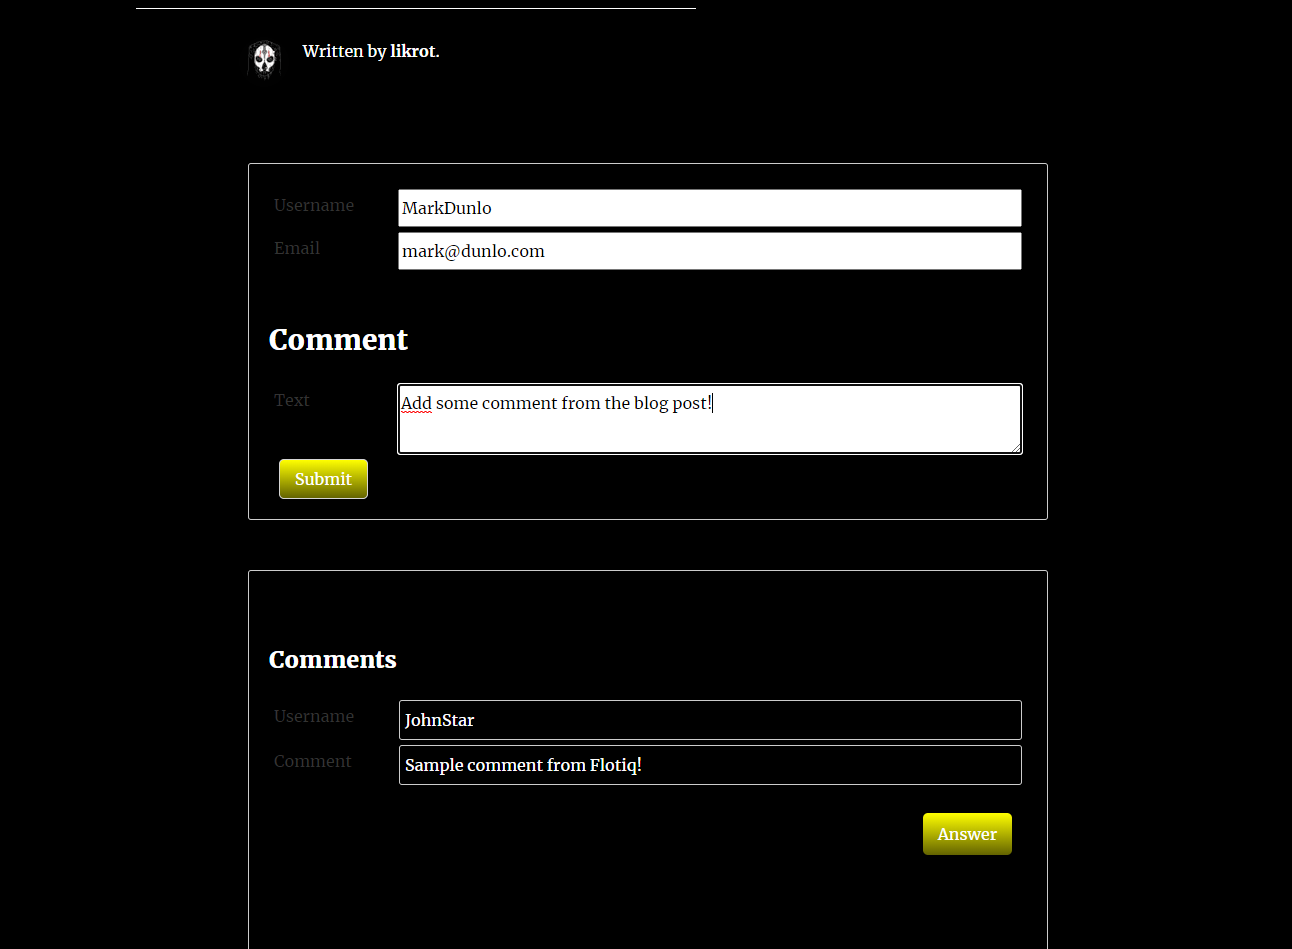 Written by likrot.
Username
MarkDunlo
Email
mark@dunlo.com
Comment
Text
Add some comment from the blog post!
Submit
Comments
Username
JohnStar
Comment
Sample comment from Flotiq!
Answer